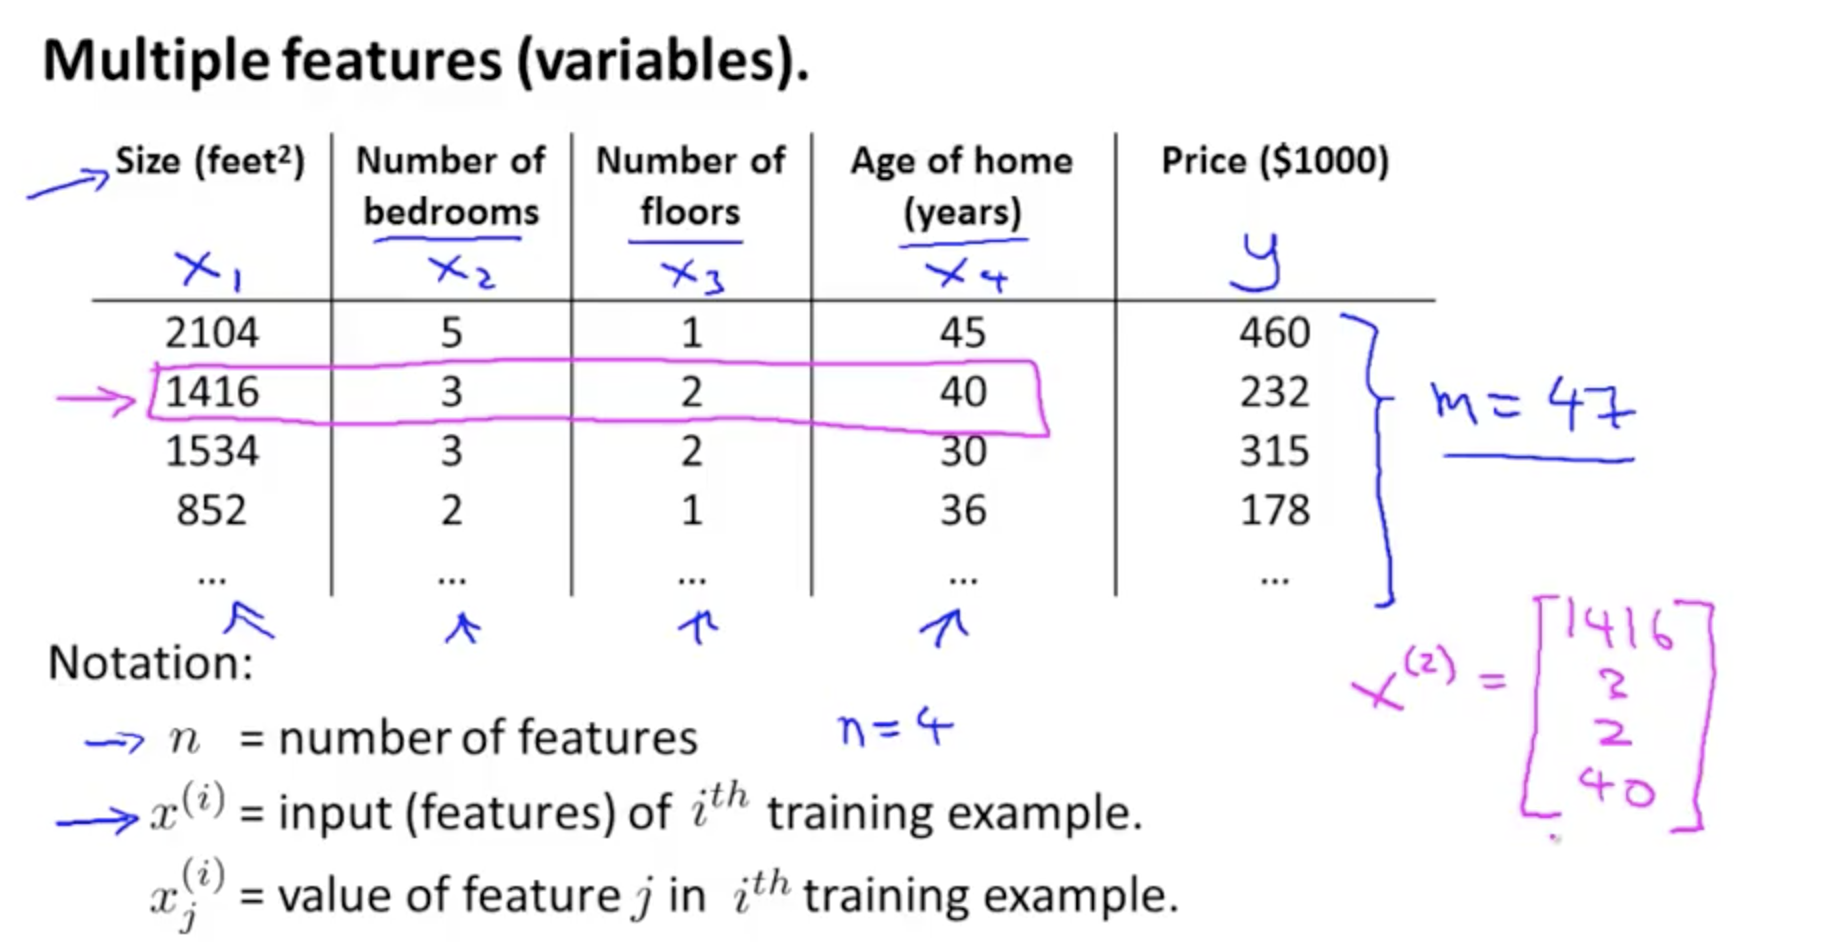 Multiple features (variables).
Size (feet²) Number of bedrooms Number of floors Age of home (years) Price ($1000)
x₁ x₂ x₃ x₄ y
2104 5 1 45 460
1416 3 2 40 232
1534 3 2 30 315
852 2 1 36 178
... ... ... ... ...
m = 47
Notation:
n = number of features n = 4
x⁽ⁱ⁾ = input (features) of iᵗʰ training example.
xⱼ⁽ⁱ⁾ = value of feature j in iᵗʰ training example.
x⁽²⁾ = [1416
3
2
40]